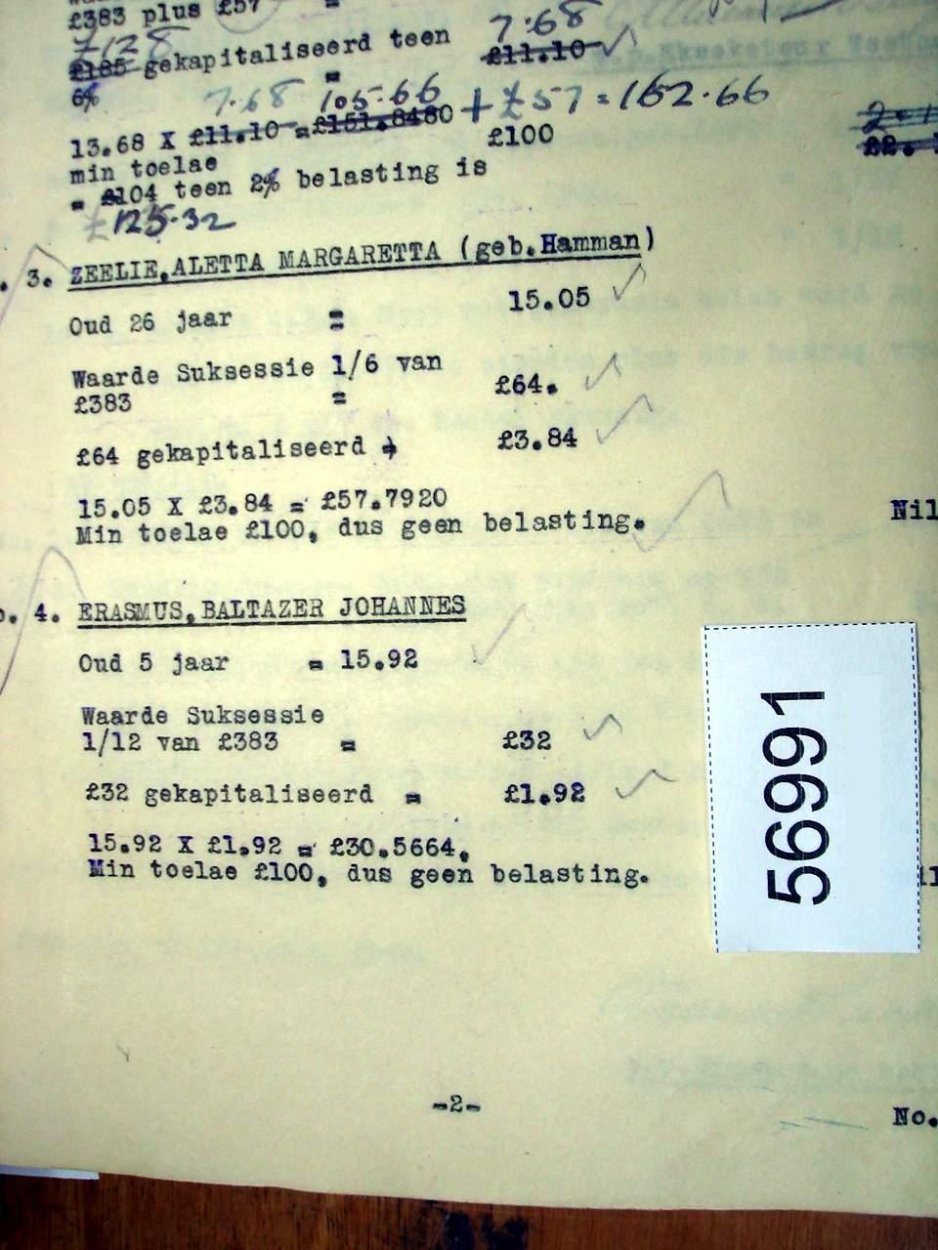 £383 plus £57 =
£128 7.68
£185 gekapitaliseerd teen £11.10
6% =
7.68 105.66 + £57 = 162.66
13.68 X £11.10 = £151.8480
min toelae £100
= £104 teen 2% belasting is
£125.32
3. ZEELIE, ALETTA MARGARETTA (geb.Hamman)
Oud 26 jaar = 15.05
Waarde Suksessie 1/6 van
£383 = £64.
£64 gekapitaliseerd = £3.84
15.05 X £3.84 = £57.7920
Min toelae £100, dus geen belasting. Nil
4. ERASMUS, BALTAZER JOHANNES
Oud 5 jaar = 15.92
Waarde Suksessie
1/12 van £383 = £32
£32 gekapitaliseerd = £1.92
15.92 X £1.92 = £30.5664,
Min toelae £100, dus geen belasting.
56991
-2-
No.